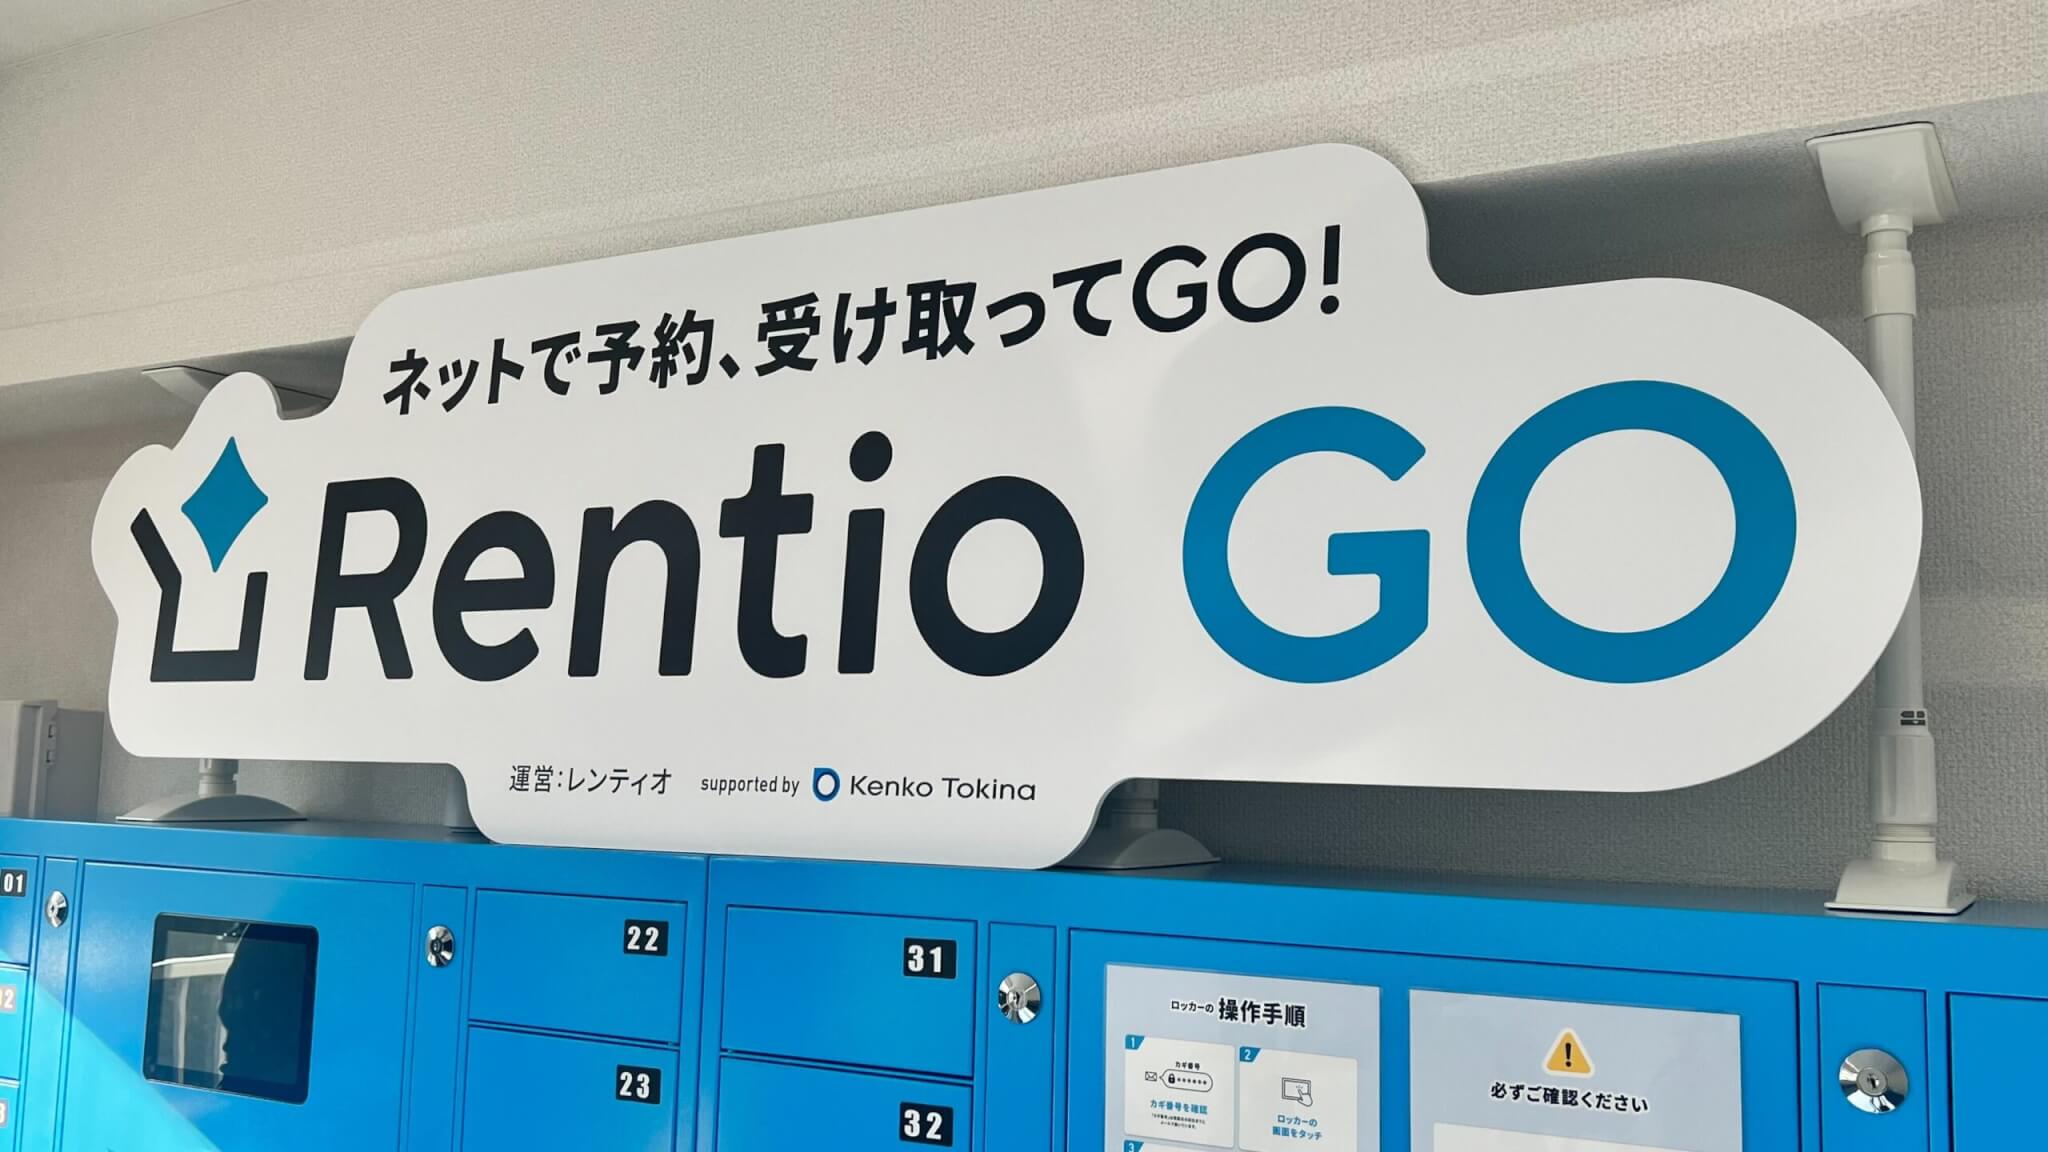 ネットで予約、受け取ってGO!
Rentio GO
運営:レンティオ supported by Kenko Tokina
01
22
31
23
32
ロッカーの 操作手順
1
カギ番号
カギ番号を確認
2
ロッカーの
画面をタッチ
3
必ずご確認ください